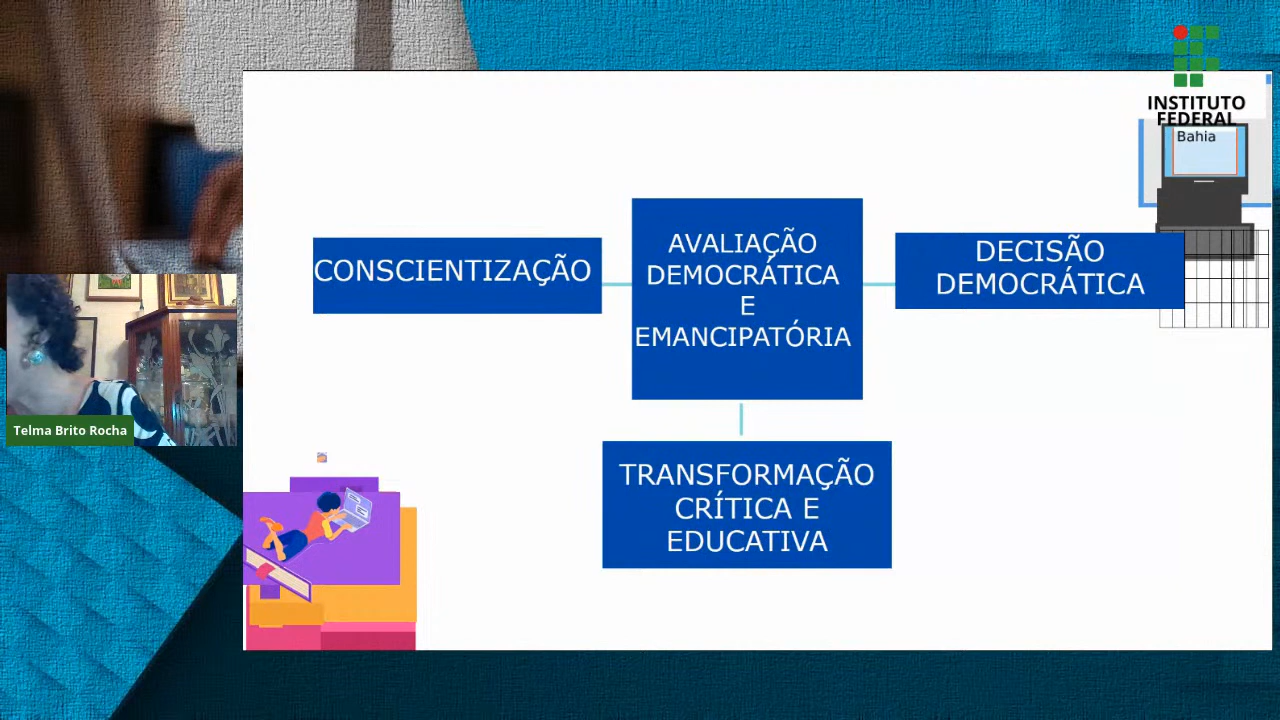 INSTITUTO
FEDERAL
Bahia
CONSCIENTIZAÇÃO
AVALIAÇÃO
DEMOCRÁTICA
E
EMANCIPATÓRIA
DECISÃO
DEMOCRÁTICA
TRANSFORMAÇÃO
CRÍTICA E
EDUCATIVA
Telma Brito Rocha